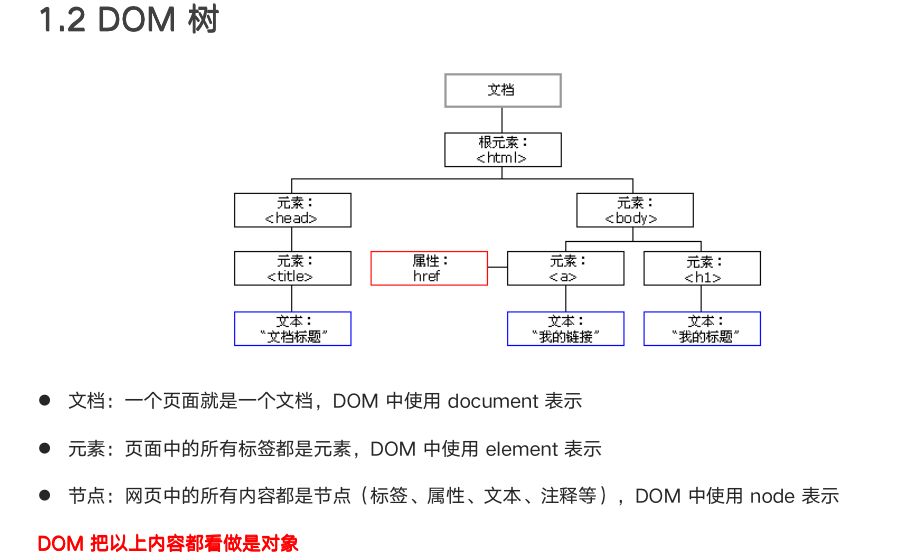 1.2 DOM 树
文档
根元素：
<html>
元素：
<head>
元素：
<body>
元素：
<title>
属性：
href
元素：
<a>
元素：
<h1>
文本：
“文档标题”
文本：
“我的链接”
文本：
“我的标题”
● 文档：一个页面就是一个文档，DOM 中使用 document 表示
● 元素：页面中的所有标签都是元素，DOM 中使用 element 表示
● 节点：网页中的所有内容都是节点（标签、属性、文本、注释等），DOM 中使用 node 表示
DOM 把以上内容都看做是对象